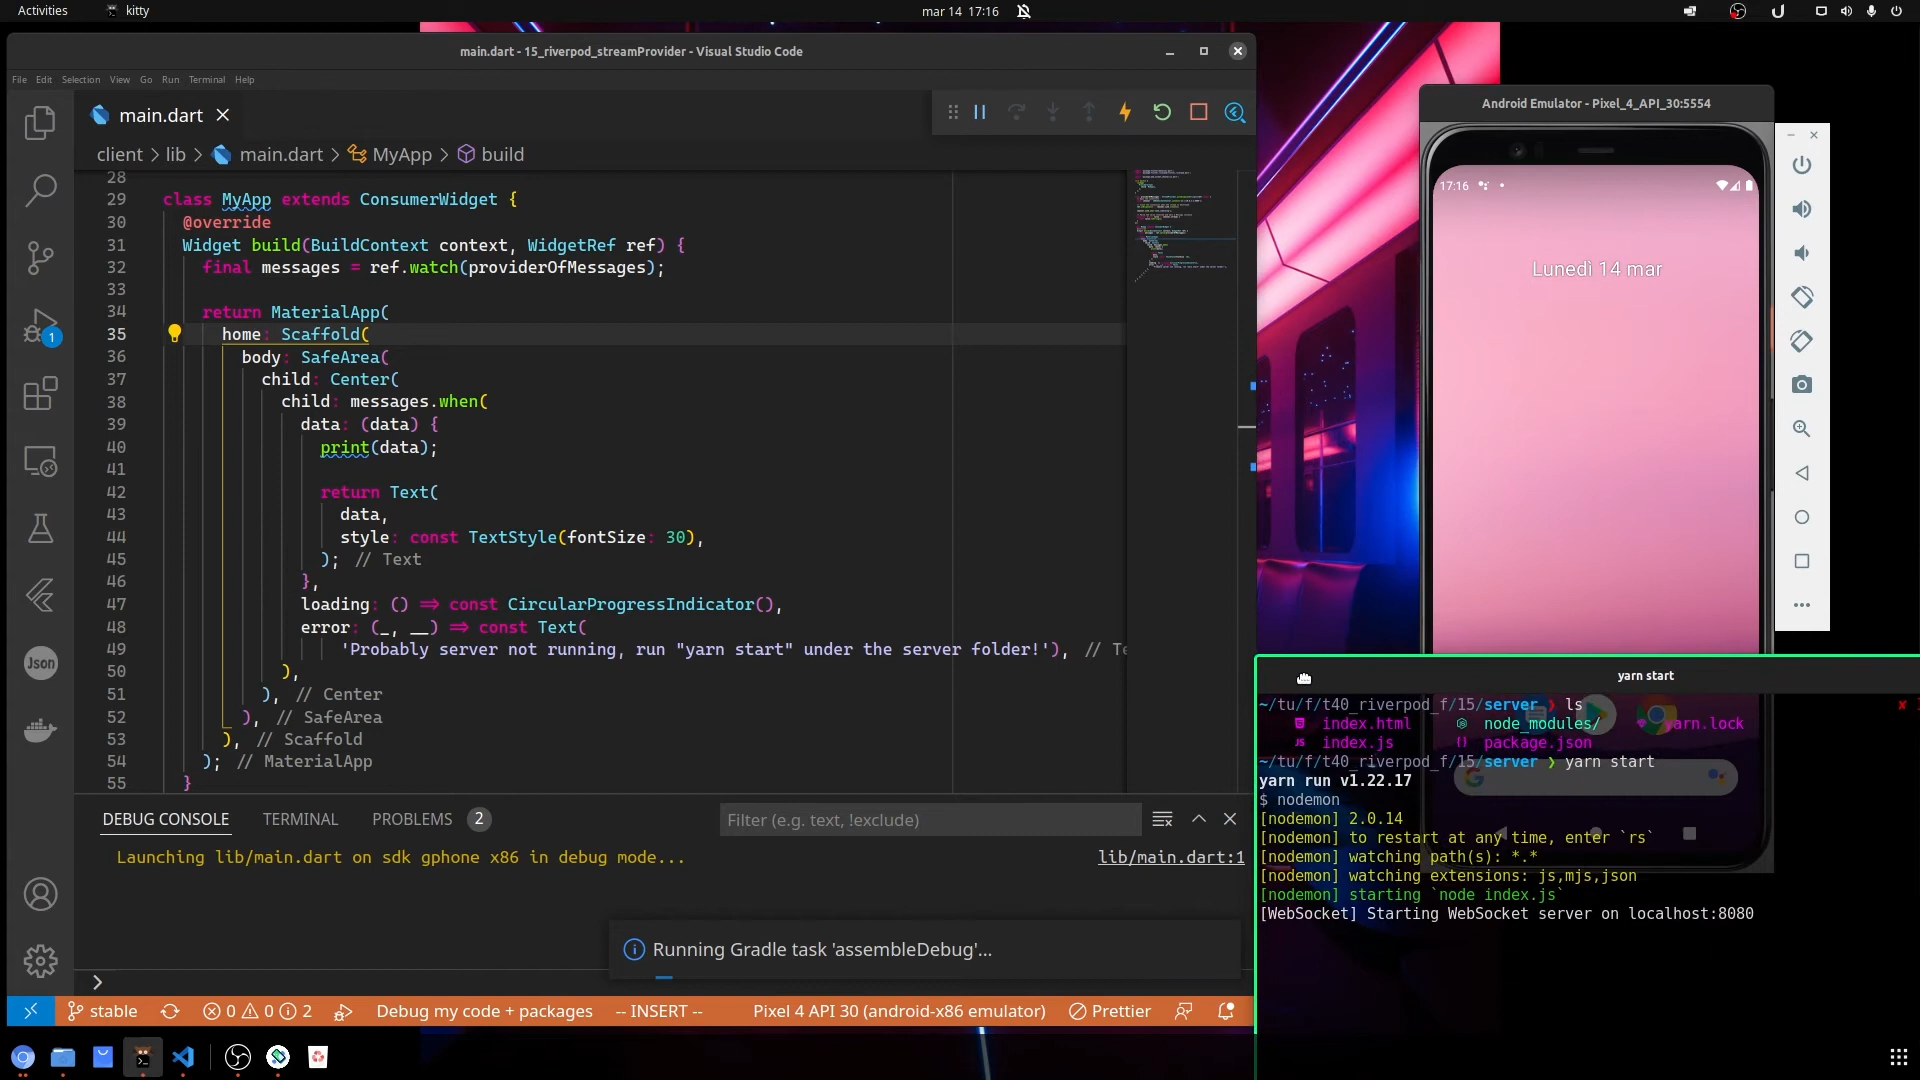 Activities
kitty
mar 14 17:16
main.dart - 15_riverpod_streamProvider - Visual Studio Code
File Edit Selection View Go Run Terminal Help
main.dart
client > lib > main.dart > MyApp > build
28
29 class MyApp extends ConsumerWidget {
30 @override
31 Widget build(BuildContext context, WidgetRef ref) {
32 final messages = ref.watch(providerOfMessages);
33
34 return MaterialApp(
35 home: Scaffold(
36 body: SafeArea(
37 child: Center(
38 child: messages.when(
39 data: (data) {
40 print(data);
41
42 return Text(
43 data,
44 style: const TextStyle(fontSize: 30),
45 ); // Text
46 },
47 loading: () => const CircularProgressIndicator(),
48 error: (_, __) => const Text(
49 'Probably server not running, run "yarn start" under the server folder!'), // Te
50 ),
51 ), // Center
52 ), // SafeArea
53 ), // Scaffold
54 ); // MaterialApp
55 }
1
Json
DEBUG CONSOLE
TERMINAL
PROBLEMS 2
Filter (e.g. text, !exclude)
Launching lib/main.dart on sdk gphone x86 in debug mode...
lib/main.dart:1
Running Gradle task 'assembleDebug'...
stable
0 0 2
Debug my code + packages
-- INSERT --
Pixel 4 API 30 (android-x86 emulator)
Prettier
Android Emulator - Pixel_4_API_30:5554
17:16
Lunedì 14 mar
yarn start
~/tu/f/t40_riverpod_f/15/server ❯ ls
index.html node_modules/ yarn.lock
index.js package.json
~/tu/f/t40_riverpod_f/15/server ❯ yarn start
yarn run v1.22.17
$ nodemon
[nodemon] 2.0.14
[nodemon] to restart at any time, enter `rs`
[nodemon] watching path(s): *.*
[nodemon] watching extensions: js,mjs,json
[nodemon] starting `node index.js`
[WebSocket] Starting WebSocket server on localhost:8080